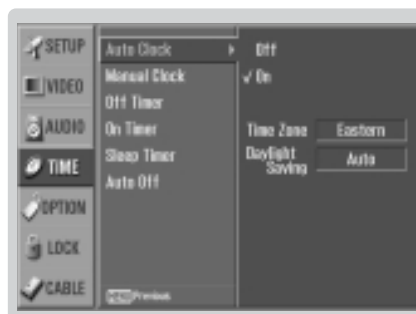 SETUP
VIDEO
AUDIO
TIME
OPTION
LOCK
CABLE
Auto Clock
Manual Clock
Off Timer
On Timer
Sleep Timer
Auto Off
MENU Previous
Off
√ On
Time Zone Eastern
Daylight
Saving Auto